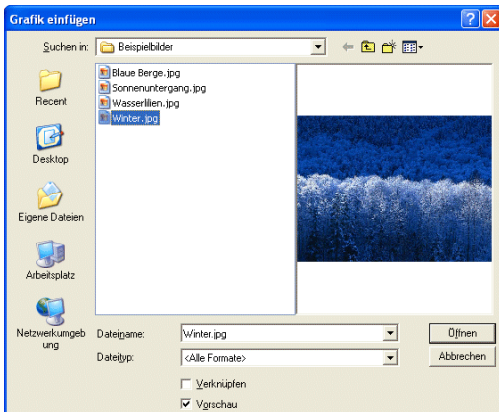 Grafik einfügen
Suchen in:
Beispielbilder
Blaue Berge.jpg
Sonnenuntergang.jpg
Wasserlilien.jpg
Winter.jpg
Recent
Desktop
Eigene Dateien
Arbeitsplatz
Netzwerkumgeb
ung
Dateiname:
Winter.jpg
Öffnen
Dateityp:
<Alle Formate>
Abbrechen
Verknüpfen
Vorschau